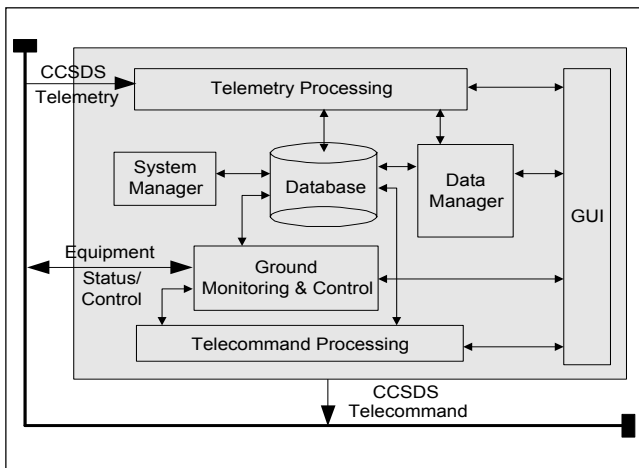 CCSDS
Telemetry
Telemetry Processing
System
Manager
Database
Data
Manager
GUI
Equipment
Status/
Control
Ground
Monitoring & Control
Telecommand Processing
CCSDS
Telecommand